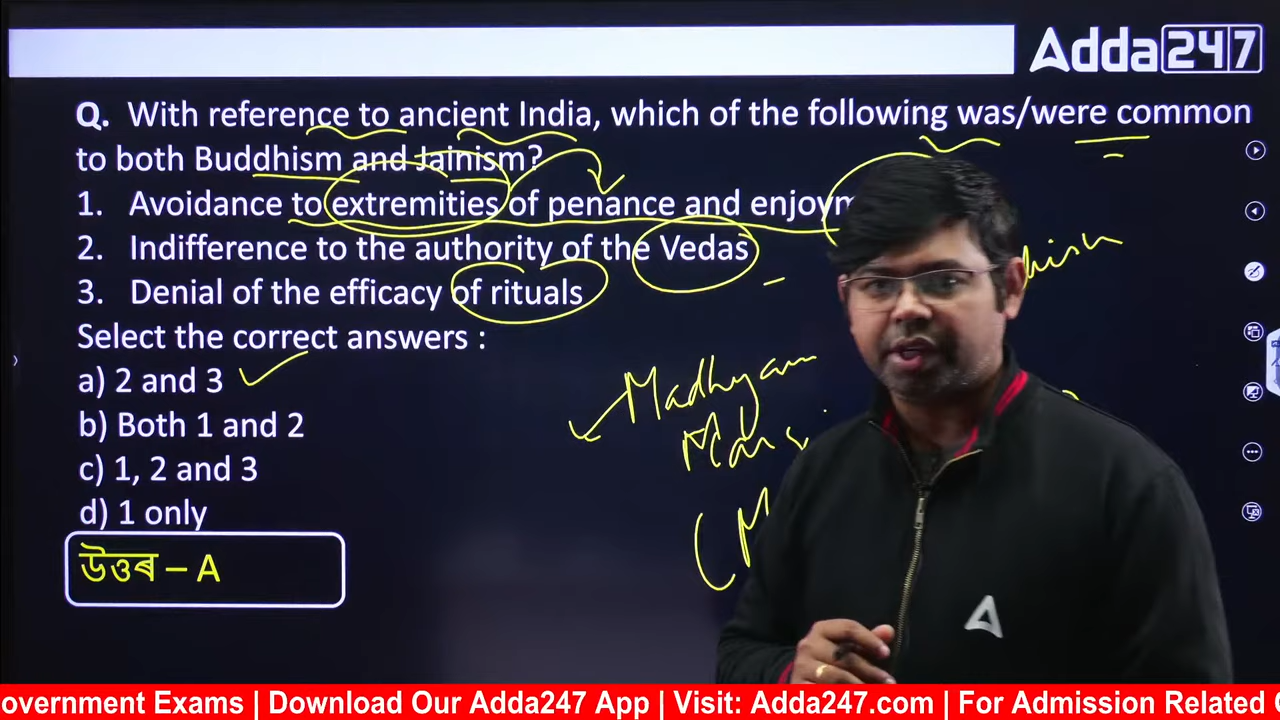 Adda247
Q. With reference to ancient India, which of the following was/were common
to both Buddhism and Jainism?
1. Avoidance to extremities of penance and
2. Indifference to the authority of the Vedas
3. Denial of the efficacy of rituals
Select the correct answers :
a) 2 and 3
b) Both 1 and 2
c) 1, 2 and 3
d) 1 only
উত্তৰ – A
Madhyam
overnment Exams | Download Our Adda247 App | Visit: Adda247.com | For Admission Related